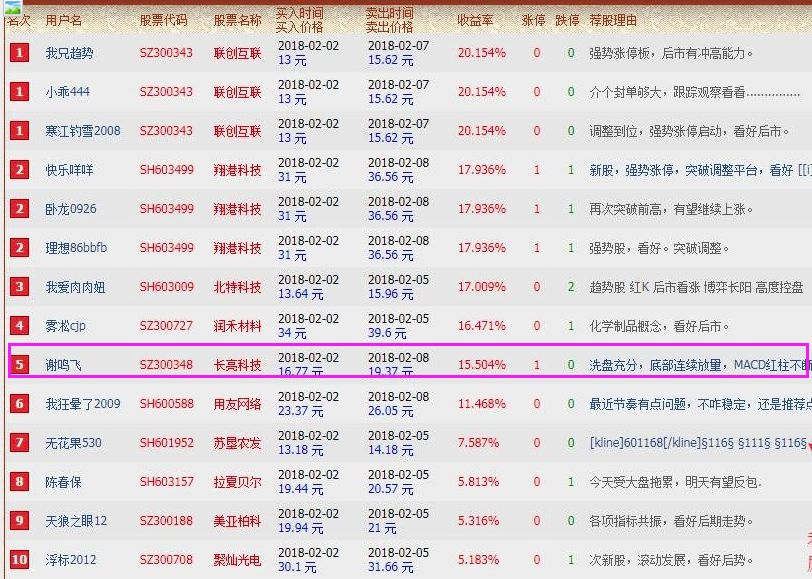 名次 用户名 股票代码 股票名称 买入时间 卖出时间 收益率 涨停 跌停 荐股理由
买入价格 卖出价格
1 我兄趋势 SZ300343 联创互联 2018-02-02 2018-02-07 20.154% 0 0 强势涨停板，后市有冲高能力。
13 元 15.62 元
1 小乖444 SZ300343 联创互联 2018-02-02 2018-02-07 20.154% 0 0 介个封单够大，跟踪观察看看...............
13 元 15.62 元
1 寒江钓雪2008 SZ300343 联创互联 2018-02-02 2018-02-07 20.154% 0 0 调整到位，强势涨停启动，看好后市。
13 元 15.62 元
2 快乐咩咩 SH603499 翔港科技 2018-02-02 2018-02-08 17.936% 1 1 新股，强势涨停，突破调整平台，看好 [[i]
31 元 36.56 元
2 卧龙0926 SH603499 翔港科技 2018-02-02 2018-02-08 17.936% 1 1 再次突破前高，有望继续上涨。
31 元 36.56 元
2 理想86bbfb SH603499 翔港科技 2018-02-02 2018-02-08 17.936% 1 1 强势股，看好。突破调整。
31 元 36.56 元
3 我爱肉肉妞 SH603009 北特科技 2018-02-02 2018-02-05 17.009% 0 2 趋势股 红K 后市看涨 博弈长阳 高度控盘
13.64 元 15.96 元
4 雾凇cjp SZ300727 润禾材料 2018-02-02 2018-02-05 16.471% 0 1 化学制品概念，看好后市。
34 元 39.6 元
5 谢鸣飞 SZ300348 长亮科技 2018-02-02 2018-02-08 15.504% 1 0 洗盘充分，底部连续放量，MACD红柱不断
16.77 元 19.37 元
6 我狂晕了2009 SH600588 用友网络 2018-02-02 2018-02-08 11.468% 0 0 最近节奏有点问题，不咋稳定，还是推荐点
23.37 元 26.05 元
7 无花果530 SH601952 苏垦农发 2018-02-02 2018-02-05 7.587% 0 0 [kline]601168[/kline]§116§ §111§ §116§
13.18 元 14.18 元
8 陈春保 SH603157 拉夏贝尔 2018-02-02 2018-02-05 5.813% 0 1 今天受大盘拖累，明天有望反包.
19.44 元 20.57 元
9 天狼之眼12 SZ300188 美亚柏科 2018-02-02 2018-02-05 5.316% 0 0 各项指标共振，看好后期走势。
19.94 元 21 元
10 浮标2012 SZ300708 聚灿光电 2018-02-02 2018-02-05 5.183% 0 1 次新股，滚动发展，看好后势。
30.1 元 31.66 元